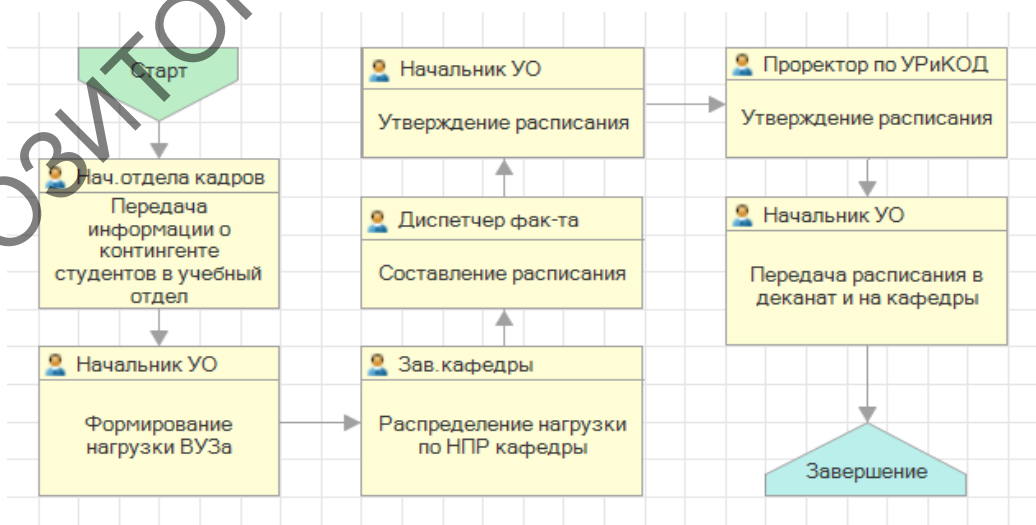 Старт
Нач.отдела кадров
Передача
информации о
контингенте
студентов в учебный
отдел
Начальник УО
Формирование
нагрузки ВУЗа
Зав.кафедры
Распределение нагрузки
по НПР кафедры
Диспетчер фак-та
Составление расписания
Начальник УО
Утверждение расписания
Проректор по УРиКОД
Утверждение расписания
Начальник УО
Передача расписания в
деканат и на кафедры
Завершение